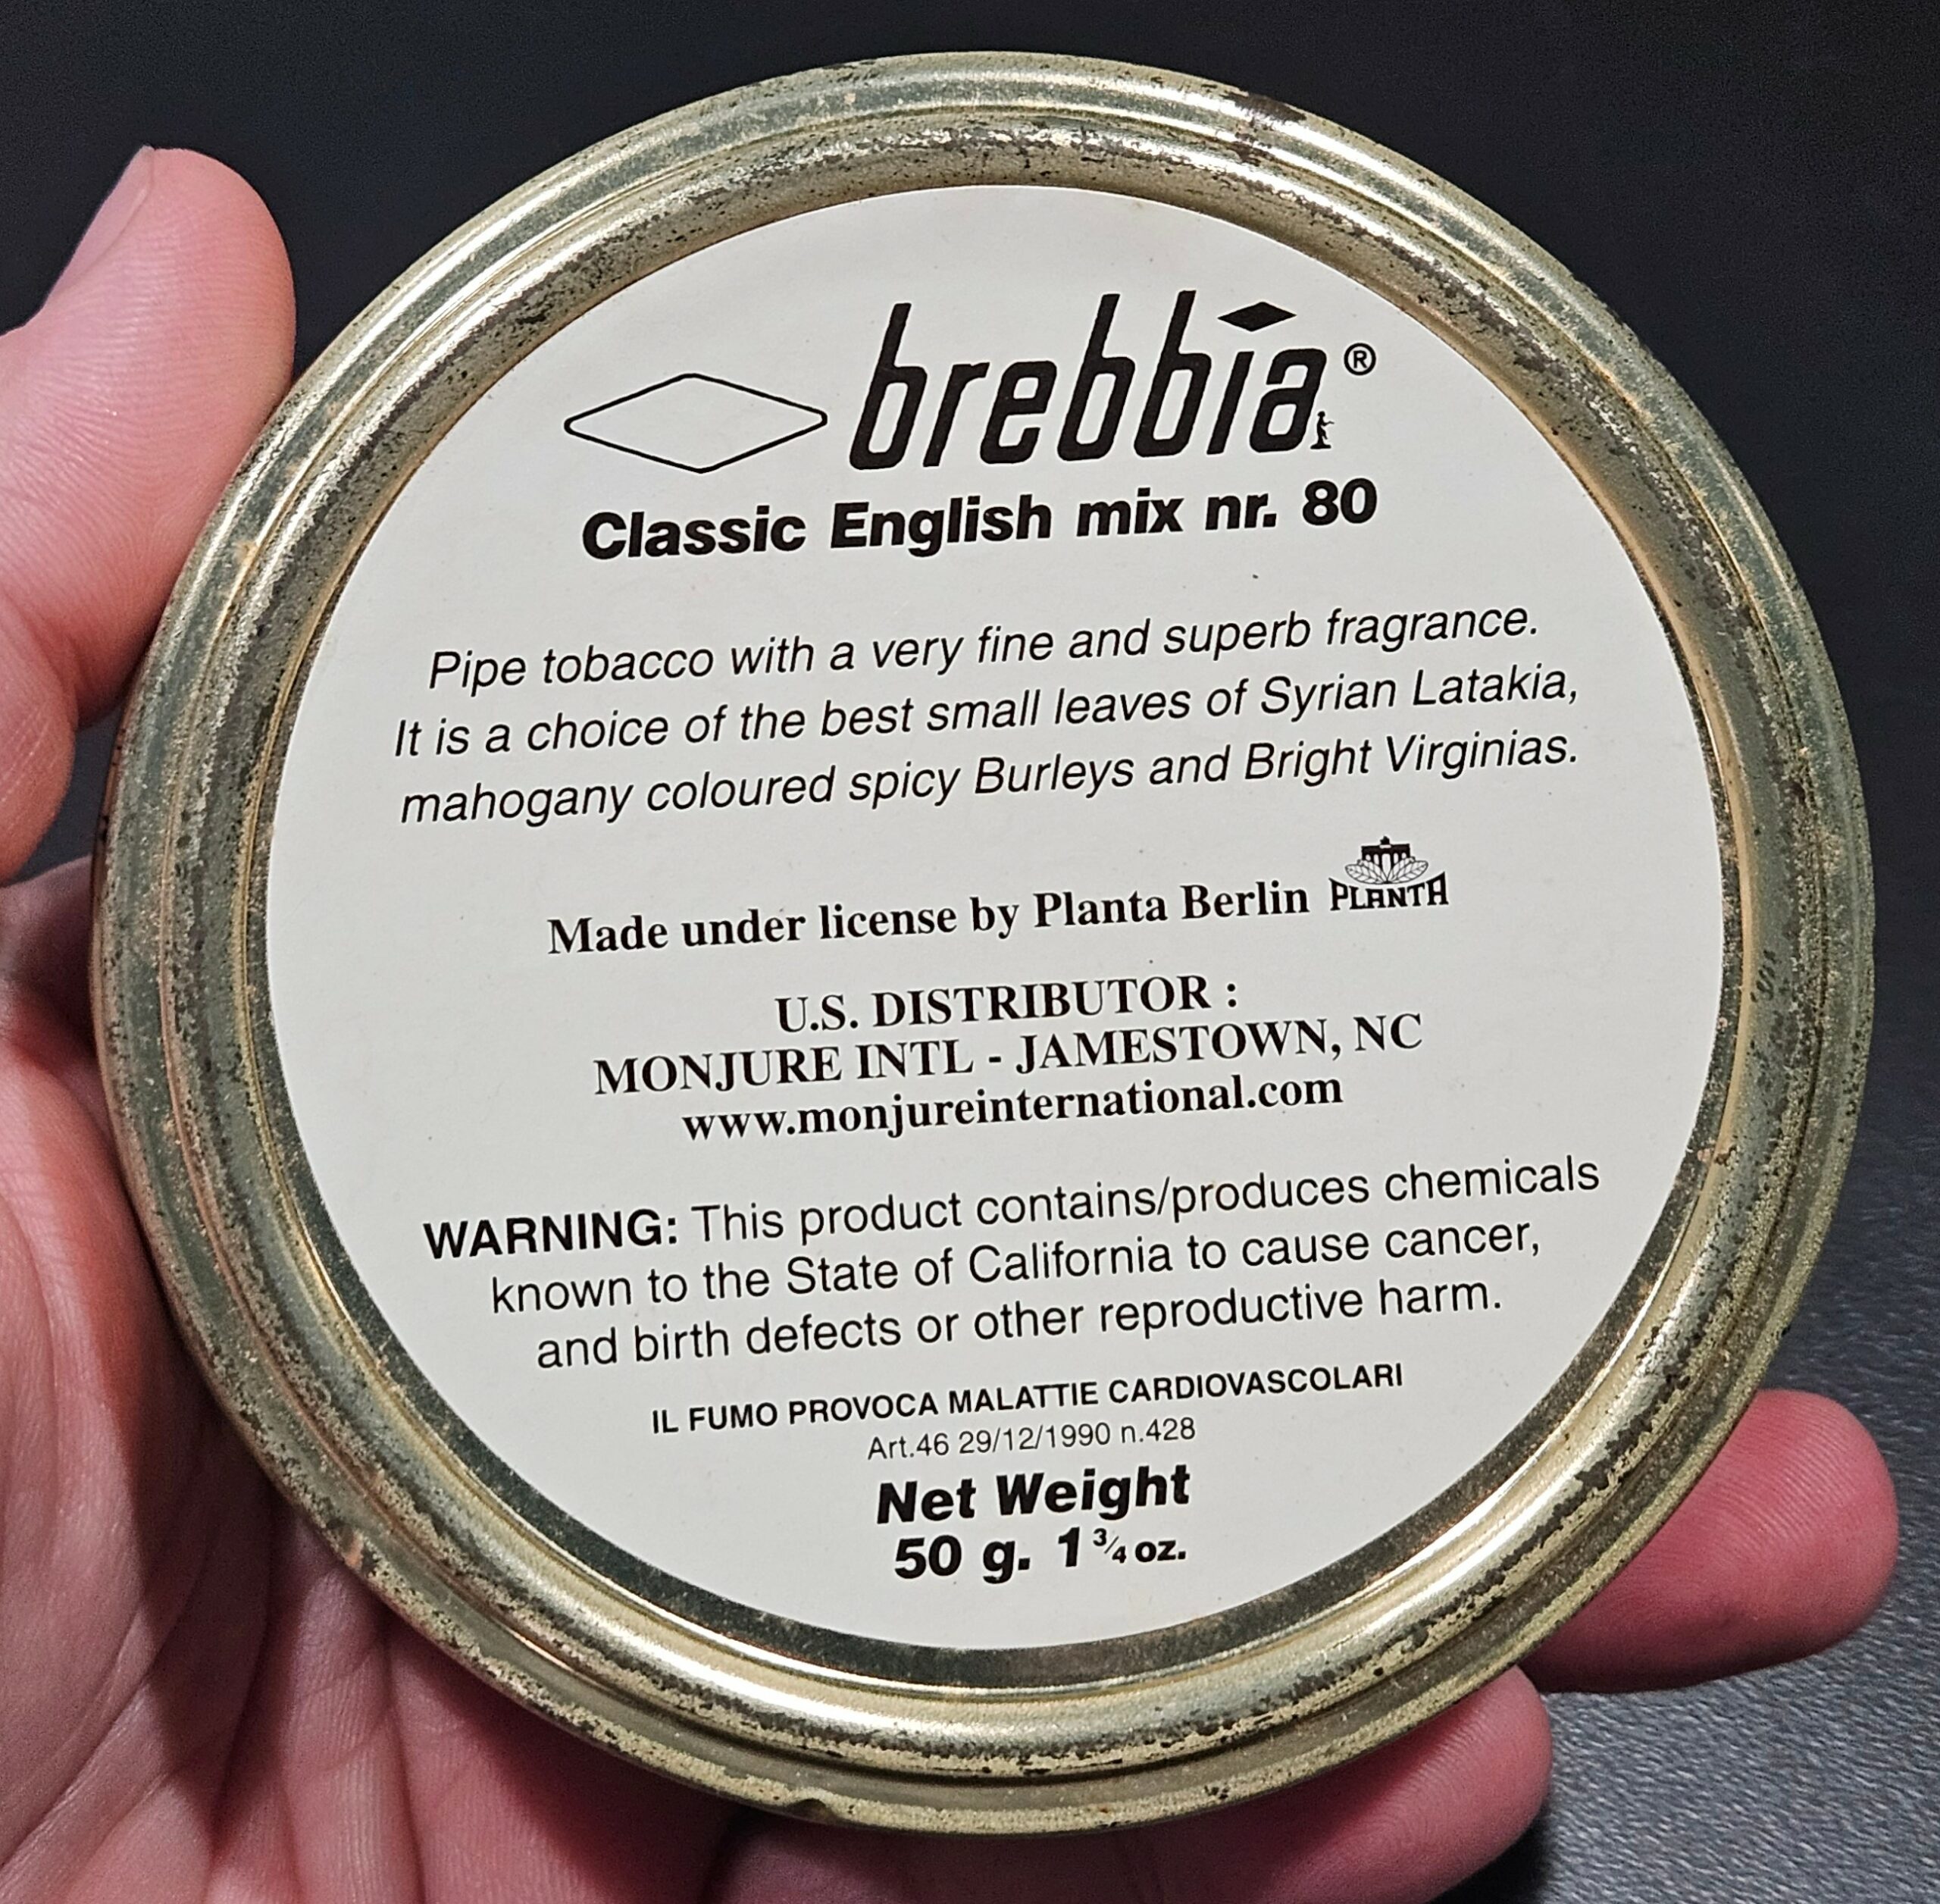 brebbia®
Classic English mix nr. 80
Pipe tobacco with a very fine and superb fragrance.
It is a choice of the best small leaves of Syrian Latakia,
mahogany coloured spicy Burleys and Bright Virginias.
Made under license by Planta Berlin PLANTA
U.S. DISTRIBUTOR :
MONJURE INTL - JAMESTOWN, NC
www.monjureinternational.com
WARNING: This product contains/produces chemicals
known to the State of California to cause cancer,
and birth defects or other reproductive harm.
IL FUMO PROVOCA MALATTIE CARDIOVASCOLARI
Art.46 29/12/1990 n.428
Net Weight
50 g. 1 3/4 oz.